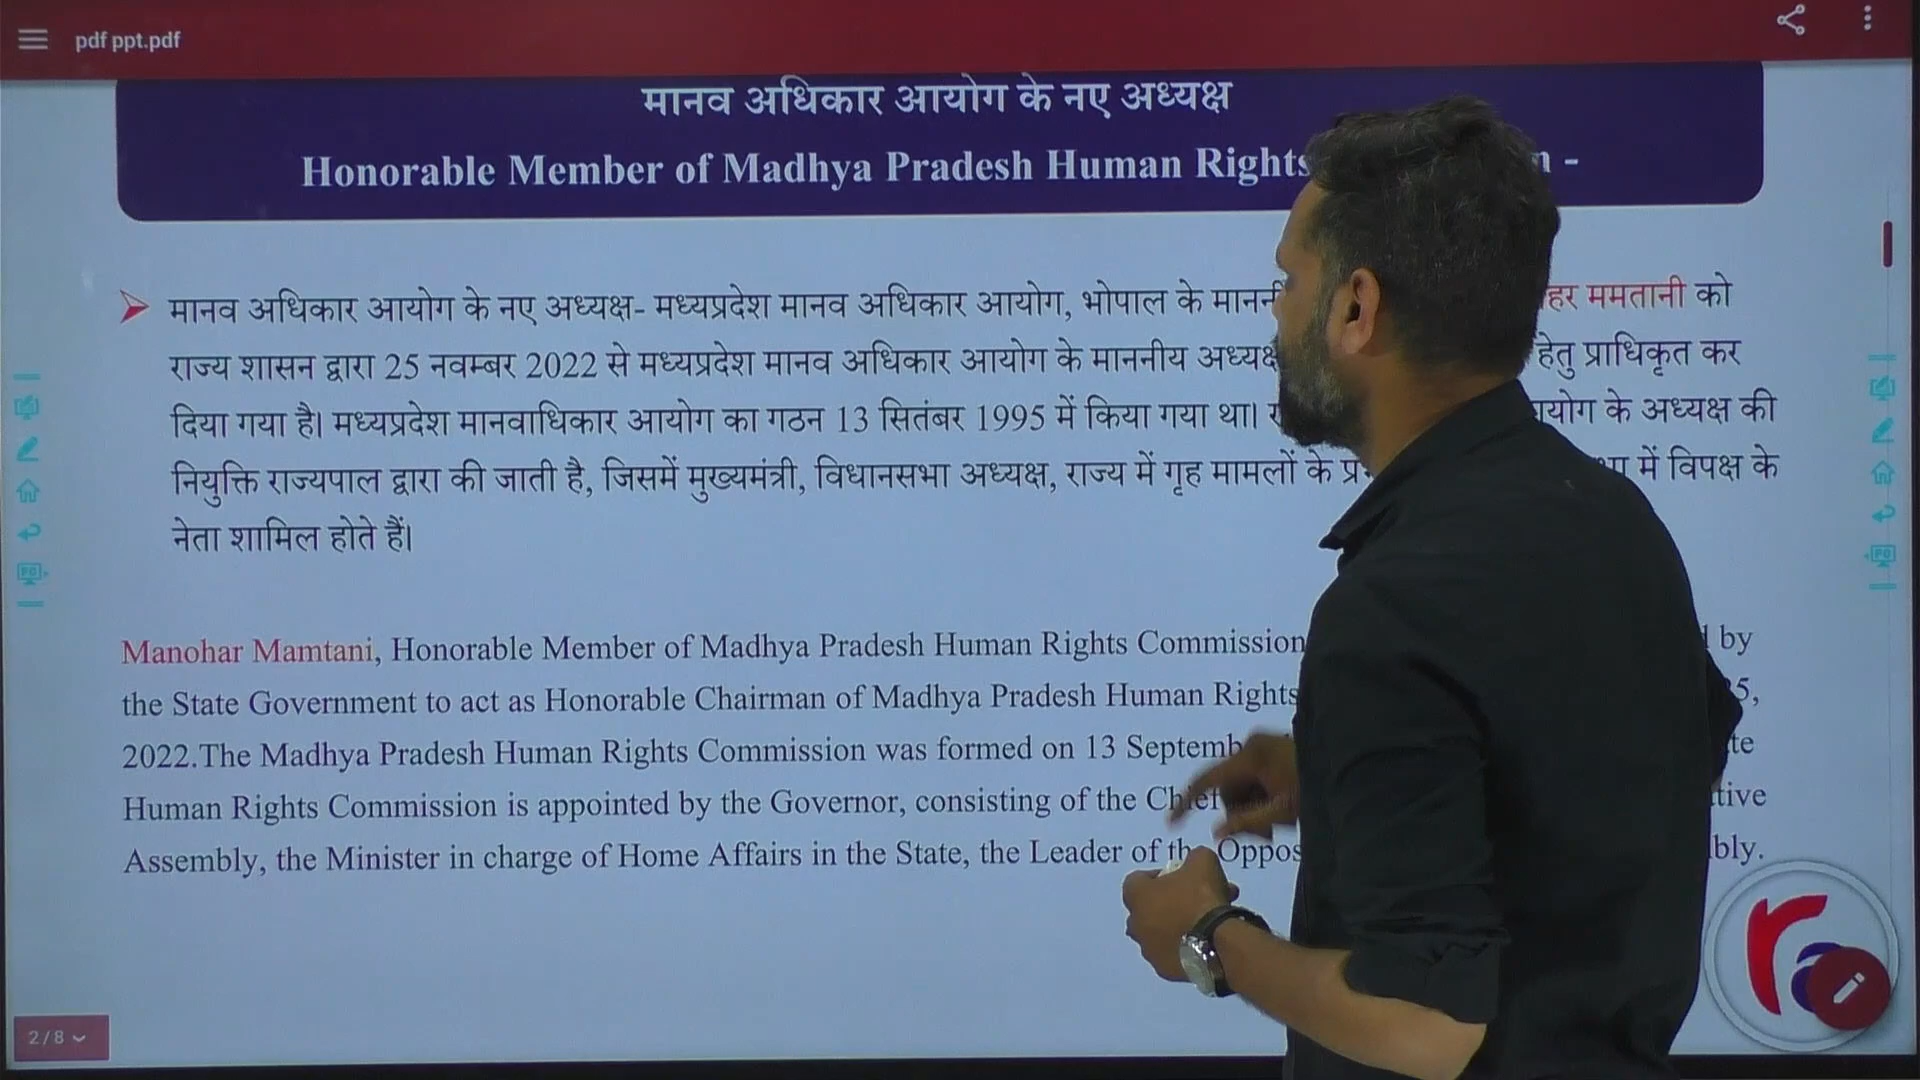 pdf ppt.pdf
मानव अधिकार आयोग के नए अध्यक्ष
Honorable Member of Madhya Pradesh Human Rights -
मानव अधिकार आयोग के नए अध्यक्ष- मध्यप्रदेश मानव अधिकार आयोग, भोपाल के ममतानी को
राज्य शासन द्वारा 25 नवम्बर 2022 से मध्यप्रदेश मानव अधिकार आयोग के माननीय अध्यक्ष हेतु प्राधिकृत कर
दिया गया है। मध्यप्रदेश मानवाधिकार आयोग का गठन 13 सितंबर 1995 में किया गया था। के अध्यक्ष की
नियुक्ति राज्यपाल द्वारा की जाती है, जिसमें मुख्यमंत्री, विधानसभा अध्यक्ष, राज्य में गृह मामलों के में विपक्ष के
नेता शामिल होते हैं।
Manohar Mamtani, Honorable Member of Madhya Pradesh Human Rights Commission by
the State Government to act as Honorable Chairman of Madhya Pradesh Human Rights
2022.The Madhya Pradesh Human Rights Commission was formed on 13
Human Rights Commission is appointed by the Governor, consisting of the Chief
Assembly, the Minister in charge of Home Affairs in the State, the Leader of
2/8